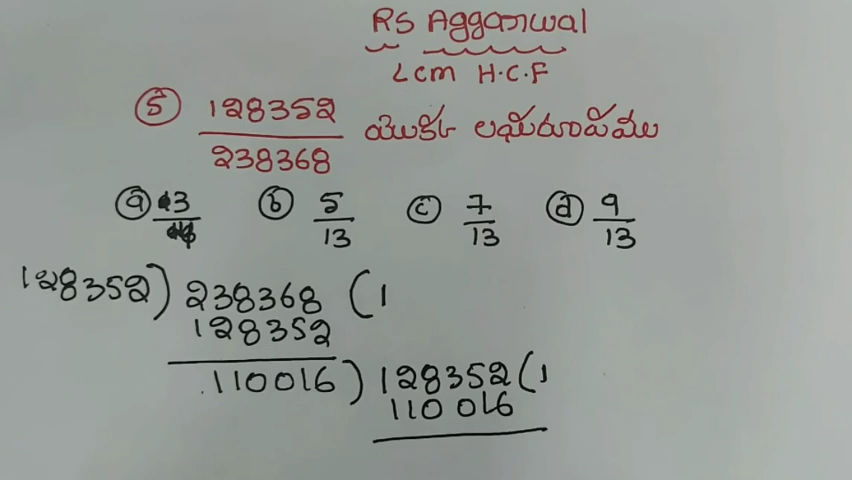 RS Aggarwal
Lcm H.C.F
⑤ 128352 / 238368 యొక్క లఘురూపము
ⓐ 3 ⓑ 5/13 ⓒ 7/13 ⓓ 9/13
128352) 238368 (1
128352
110016) 128352 (1
110016